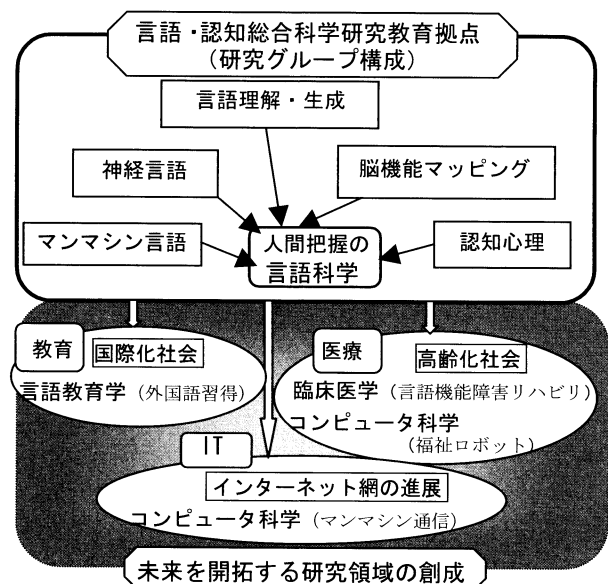 言語・認知総合科学研究教育拠点
（研究グループ構成）
言語理解・生成
神経言語
脳機能マッピング
マンマシン言語
人間把握の
言語科学
認知心理
教育
国際化社会
言語教育学（外国語習得）
医療
高齢化社会
臨床医学（言語機能障害リハビリ）
コンピュータ科学
（福祉ロボット）
IT
インターネット網の進展
コンピュータ科学（マンマシン通信）
未来を開拓する研究領域の創成